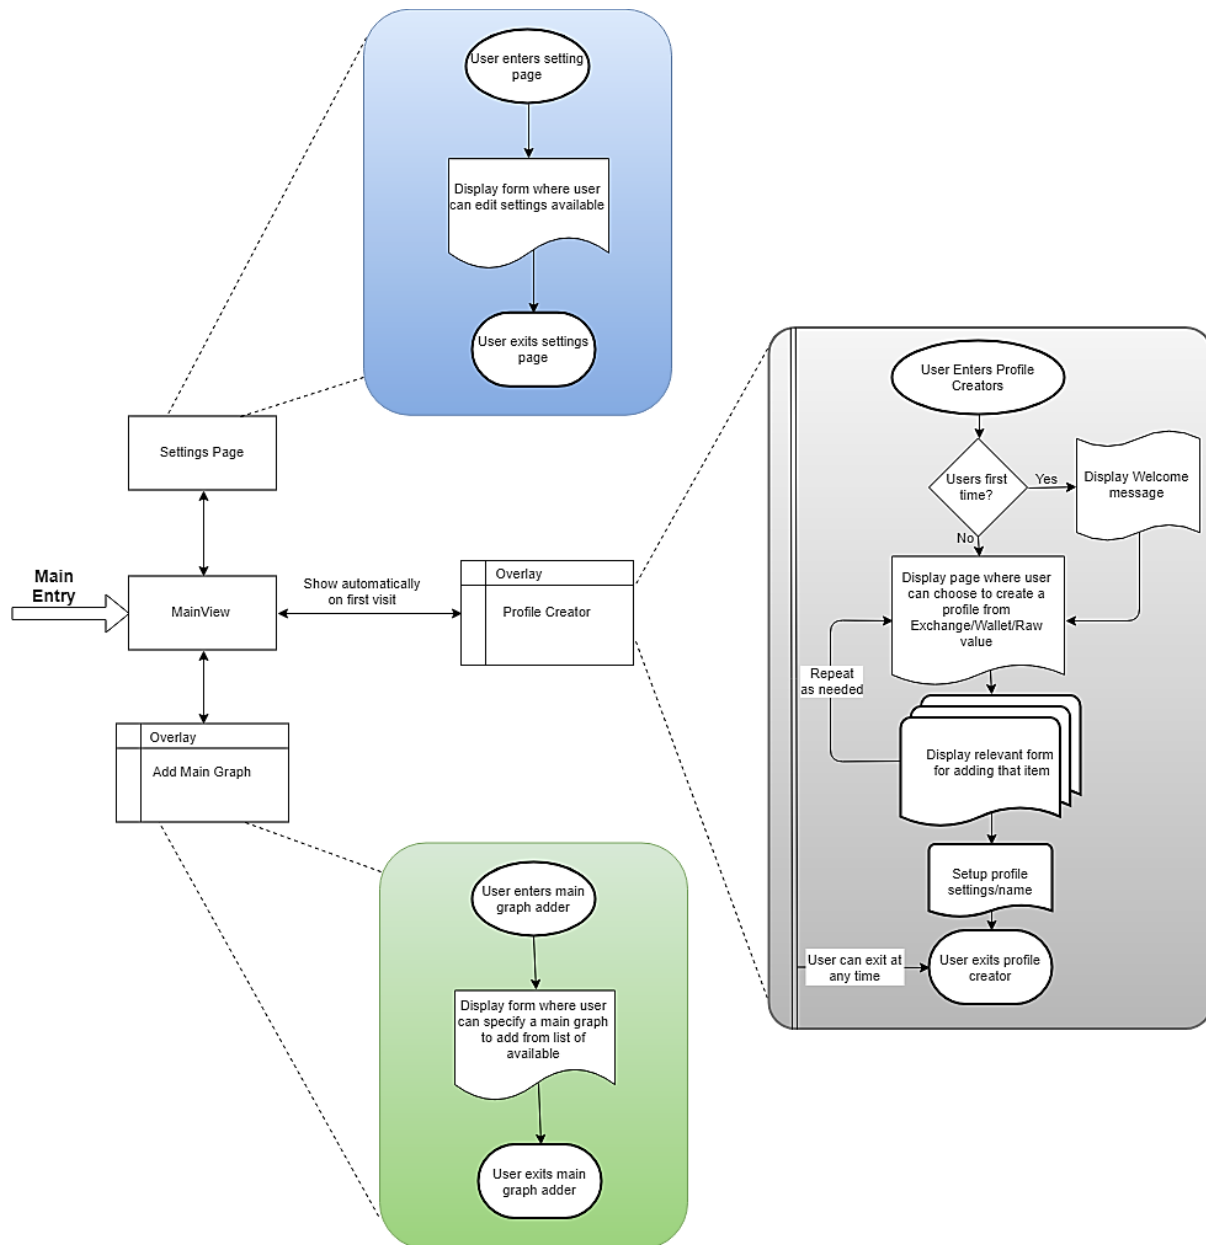 User enters setting
page
Display form where user
can edit settings available
User exits settings
page
Settings Page
Main
Entry
MainView
Show automatically
on first visit
Overlay
Profile Creator
Overlay
Add Main Graph
User Enters Profile
Creators
Users first
time?
Yes
Display Welcome
message
No
Display page where user
can choose to create a
profile from
Exchange/Wallet/Raw
value
Repeat
as needed
Display relevant form
for adding that item
Setup profile
settings/name
User can exit at
any time
User exits profile
creator
User enters main
graph adder
Display form where user
can specify a main graph
to add from list of
available
User exits main
graph adder